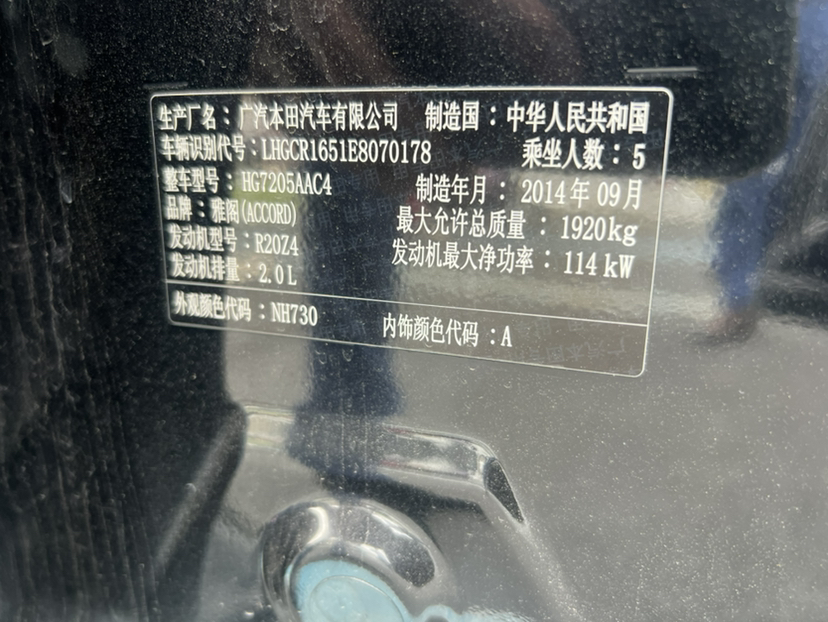 生产厂名：广汽本田汽车有限公司 制造国：中华人民共和国
车辆识别代号：LHGCR1651E8070178 乘坐人数：5
整车型号：HG7205AAC4 制造年月：2014年09月
品牌：雅阁(ACCORD) 最大允许总质量：1920kg
发动机型号：R20Z4 发动机最大净功率：114kW
发动机排量：2.0L
外观颜色代码：NH730 内饰颜色代码：A